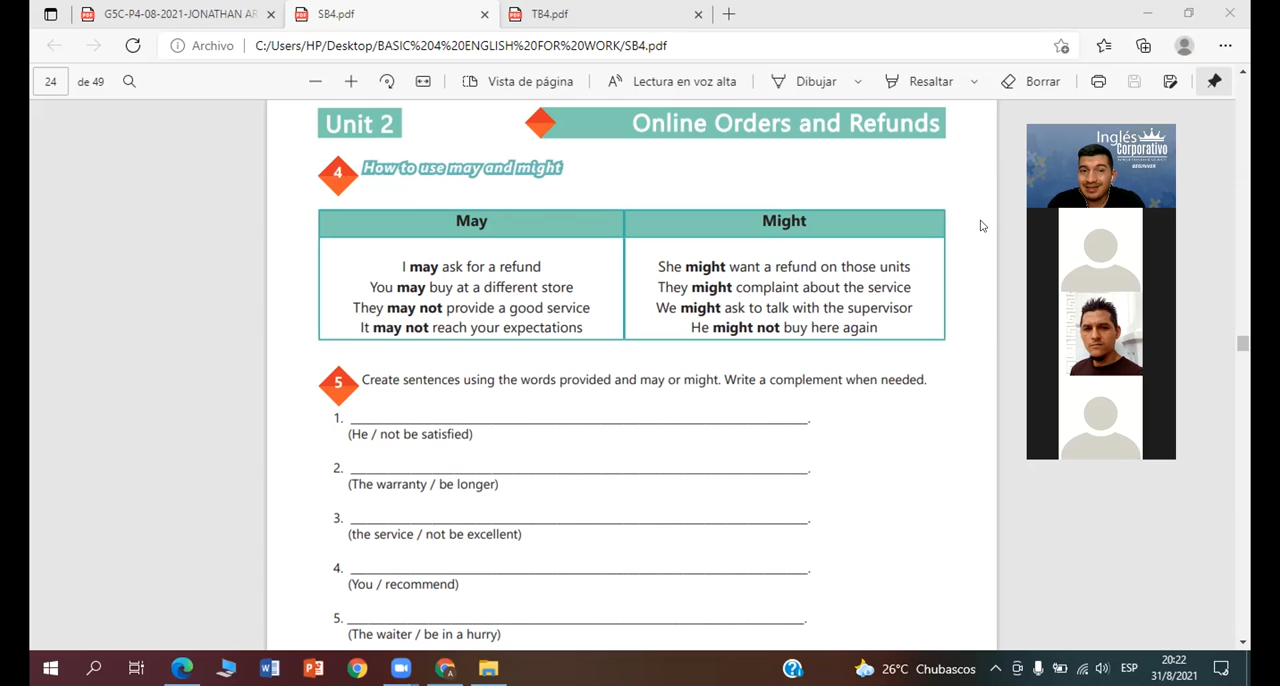 G5C-P4-08-2021-JONATHAN AR
SB4.pdf
TB4.pdf
Archivo
C:/Users/HP/Desktop/BASIC%204%20ENGLISH%20FOR%20WORK/SB4.pdf
24
de 49
Vista de página
Lectura en voz alta
Dibujar
Resaltar
Borrar
Unit 2
Online Orders and Refunds
4
How to use may and might
May
Might
I may ask for a refund
You may buy at a different store
They may not provide a good service
It may not reach your expectations
She might want a refund on those units
They might complaint about the service
We might ask to talk with the supervisor
He might not buy here again
5
Create sentences using the words provided and may or might. Write a complement when needed.
1. .
(He / not be satisfied)
2. .
(The warranty / be longer)
3. .
(the service / not be excellent)
4. .
(You / recommend)
5. .
(The waiter / be in a hurry)
Inglés
Corporativo
BEGINNER
26°C Chubascos
ESP
20:22
31/8/2021